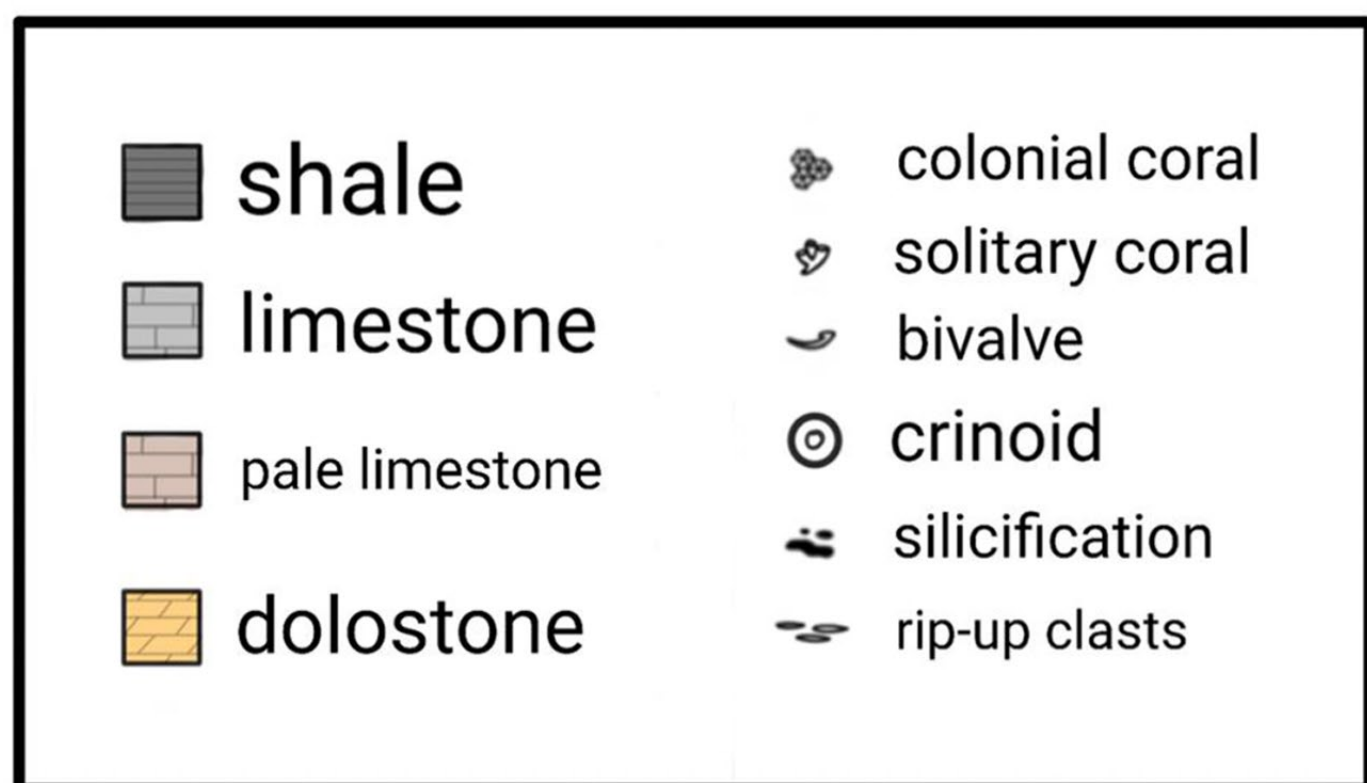 shale
limestone
pale limestone
dolostone
colonial coral
solitary coral
bivalve
crinoid
silicification
rip-up clasts